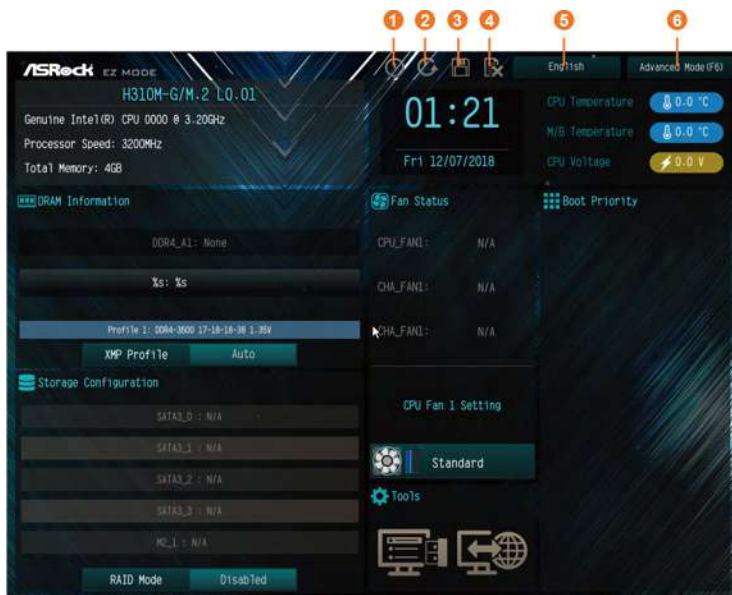 1 2 3 4 5 6
ASRock EZ MODE
English
Advanced Mode(F6)
H310M-G/M.2 L0.01
Genuine Intel(R) CPU 0000 @ 3.20GHz
Processor Speed: 3200MHz
Total Memory: 4GB
01:21
Fri 12/07/2018
CPU Temperature 0.0 °C
M/B Temperature 0.0 °C
CPU Voltage 0.0 V
DRAM Information
DDR4_A1: None
%s: %s
Profile 1: DDR4-3600 17-18-18-38 1.35V
XMP Profile Auto
Storage Configuration
SATA3_0 : N/A
SATA3_1 : N/A
SATA3_2 : N/A
SATA3_3 : N/A
M2_1 : N/A
RAID Mode Disabled
Fan Status
CPU_FAN1: N/A
CHA_FAN1: N/A
CHA_FAN1: N/A
CPU Fan 1 Setting
Standard
Tools
Boot Priority